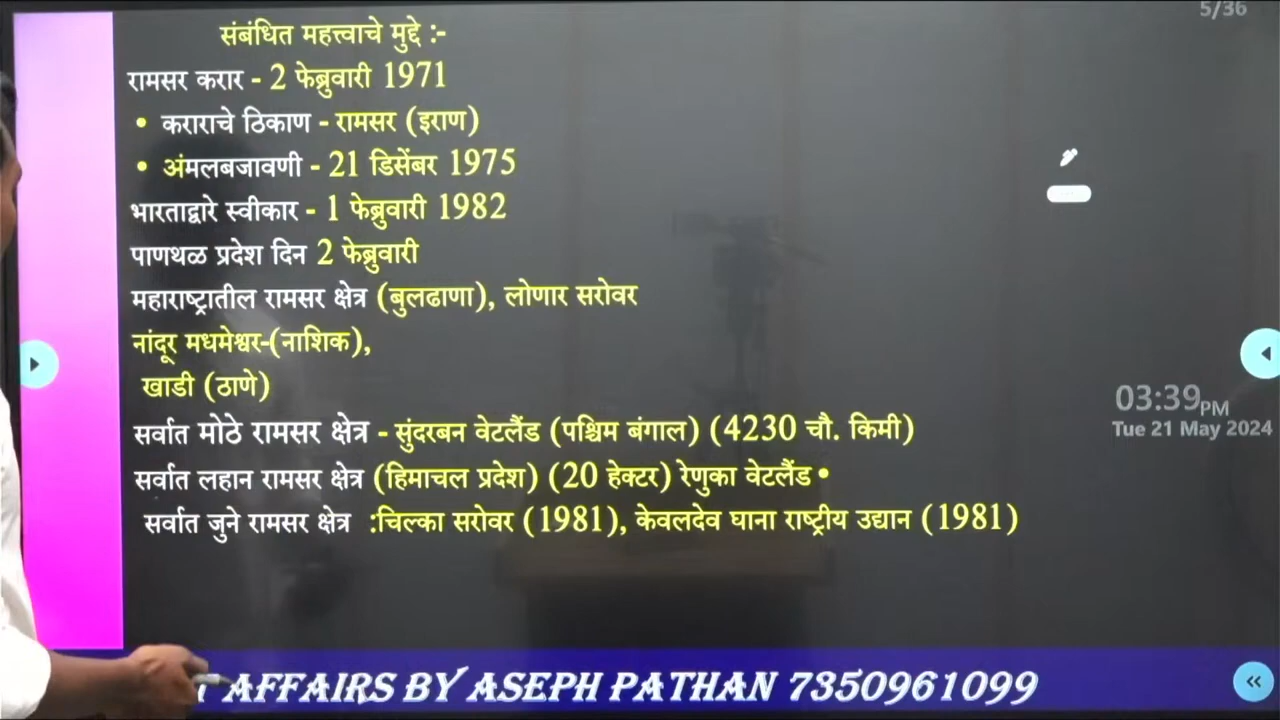 5/36
संबंधित महत्त्वाचे मुद्दे :-
रामसर करार - 2 फेब्रुवारी 1971
• कराराचे ठिकाण - रामसर (इराण)
• अंमलबजावणी - 21 डिसेंबर 1975
भारताद्वारे स्वीकार - 1 फेब्रुवारी 1982
पाणथळ प्रदेश दिन 2 फेब्रुवारी
महाराष्ट्रातील रामसर क्षेत्र (बुलढाणा), लोणार सरोवर
नांदूर मधमेश्वर-(नाशिक),
खाडी (ठाणे)
03:39 PM
Tue 21 May 2024
सर्वात मोठे रामसर क्षेत्र - सुंदरबन वेटलैंड (पश्चिम बंगाल) (4230 चौ. किमी)
सर्वात लहान रामसर क्षेत्र (हिमाचल प्रदेश) (20 हेक्टर) रेणुका वेटलैंड •
सर्वात जुने रामसर क्षेत्र :चिल्का सरोवर (1981), केवलदेव घाना राष्ट्रीय उद्यान (1981)
AFFAIRS BY ASEPH PATHAN 7350961099